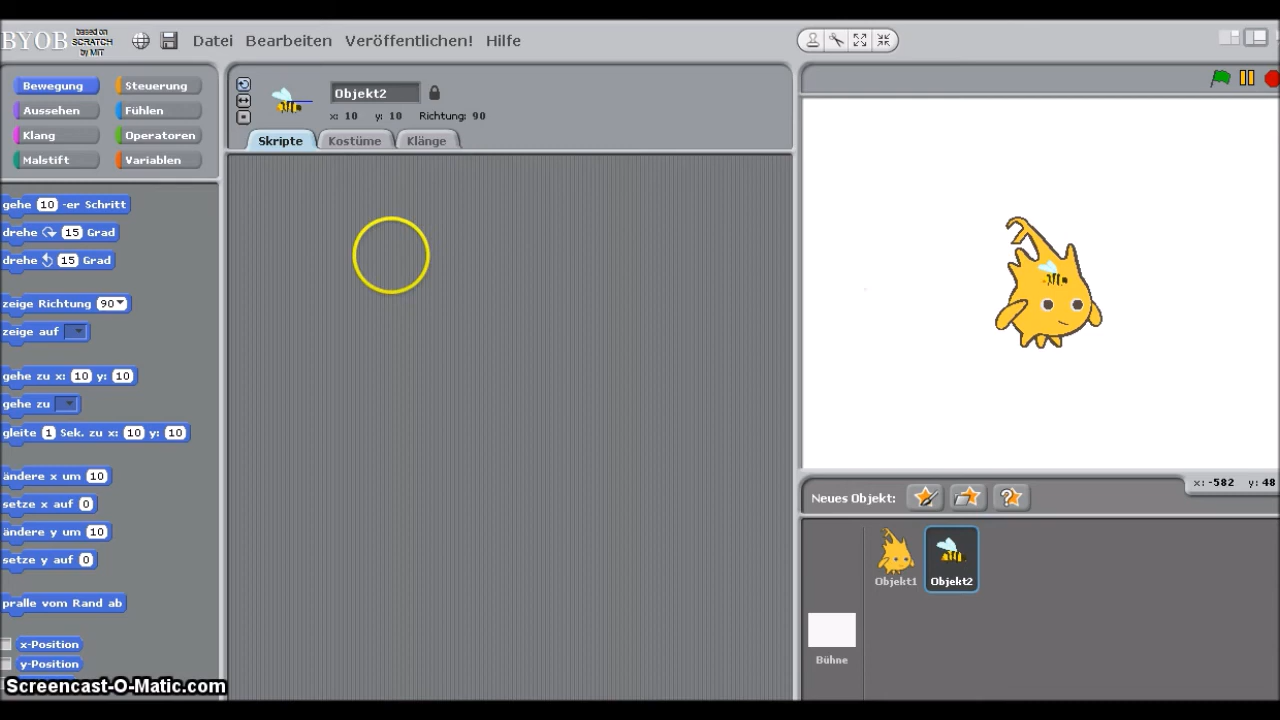 BYOB based on SCRATCH by MIT Datei Bearbeiten Veröffentlichen! Hilfe
Bewegung Steuerung
Aussehen Fühlen
Klang Operatoren
Malstift Variablen
Objekt2
x: 10 y: 10 Richtung: 90
Skripte Kostüme Klänge
gehe 10 -er Schritt
drehe 15 Grad
drehe 15 Grad
zeige Richtung 90
zeige auf
gehe zu x: 10 y: 10
gehe zu
gleite 1 Sek. zu x: 10 y: 10
ändere x um 10
setze x auf 0
ändere y um 10
setze y auf 0
pralle vom Rand ab
x-Position
y-Position
x: -582 y: 48
Neues Objekt:
Objekt1 Objekt2
Bühne
Screencast-O-Matic.com